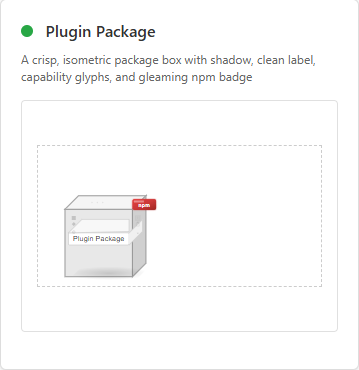 Plugin Package
A crisp, isometric package box with shadow, clean label,
capability glyphs, and gleaming npm badge
npm
Plugin Package